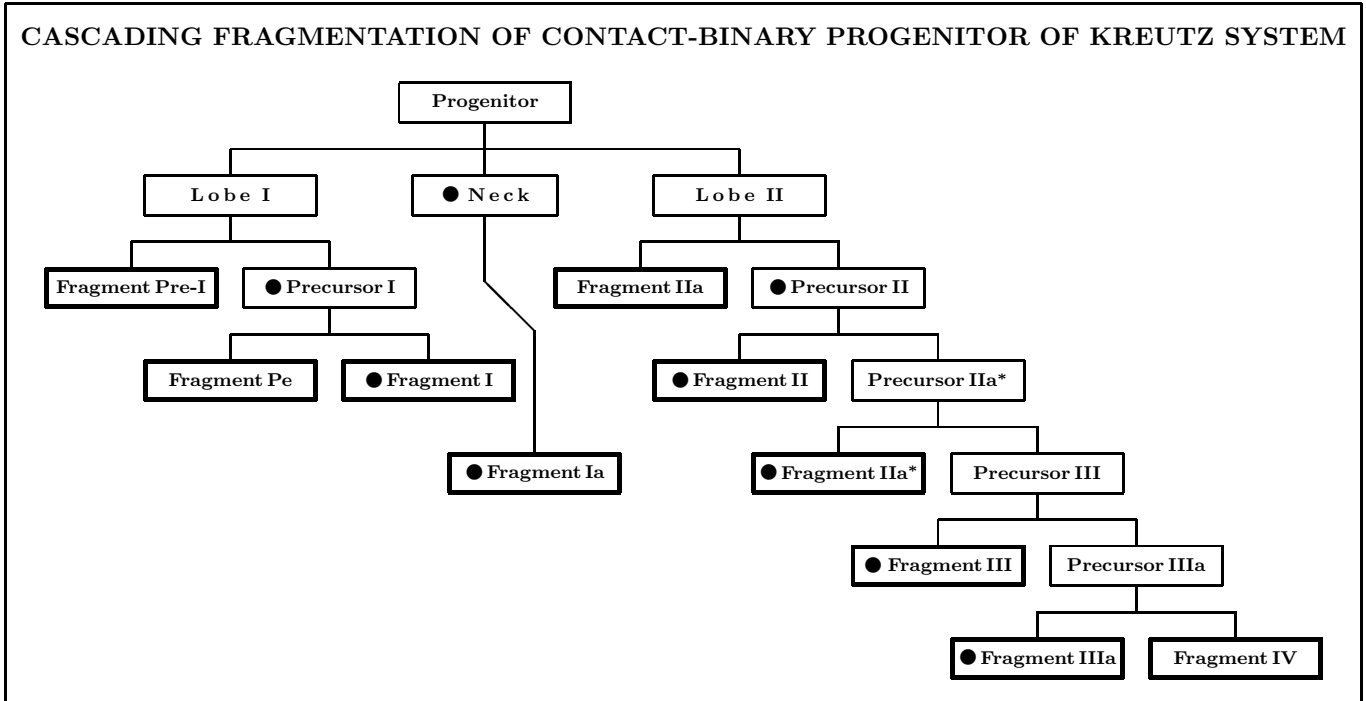 CASCADING FRAGMENTATION OF CONTACT-BINARY PROGENITOR OF KREUTZ SYSTEM
Progenitor
Lobe I
Neck
Lobe II
Fragment Pre-I
Precursor I
Fragment IIa
Precursor II
Fragment Pe
Fragment I
Fragment II
Precursor IIa*
Fragment Ia
Fragment IIa*
Precursor III
Fragment III
Precursor IIIa
Fragment IIIa
Fragment IV